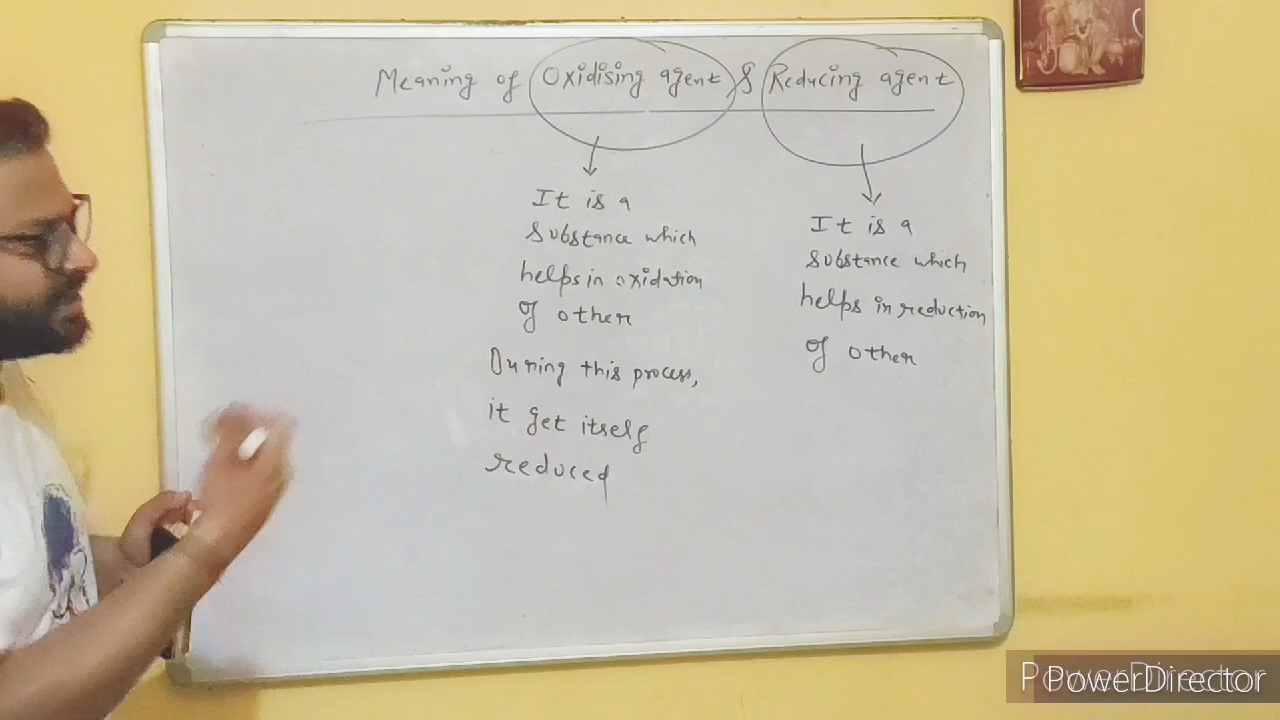 Meaning of Oxidising agent & Reducing agent
It is a
substance which
helps in oxidation
of other
During this process,
it get itself
reduced
It is a
substance which
helps in reduction
of other
PowerDirector
PowerDirector